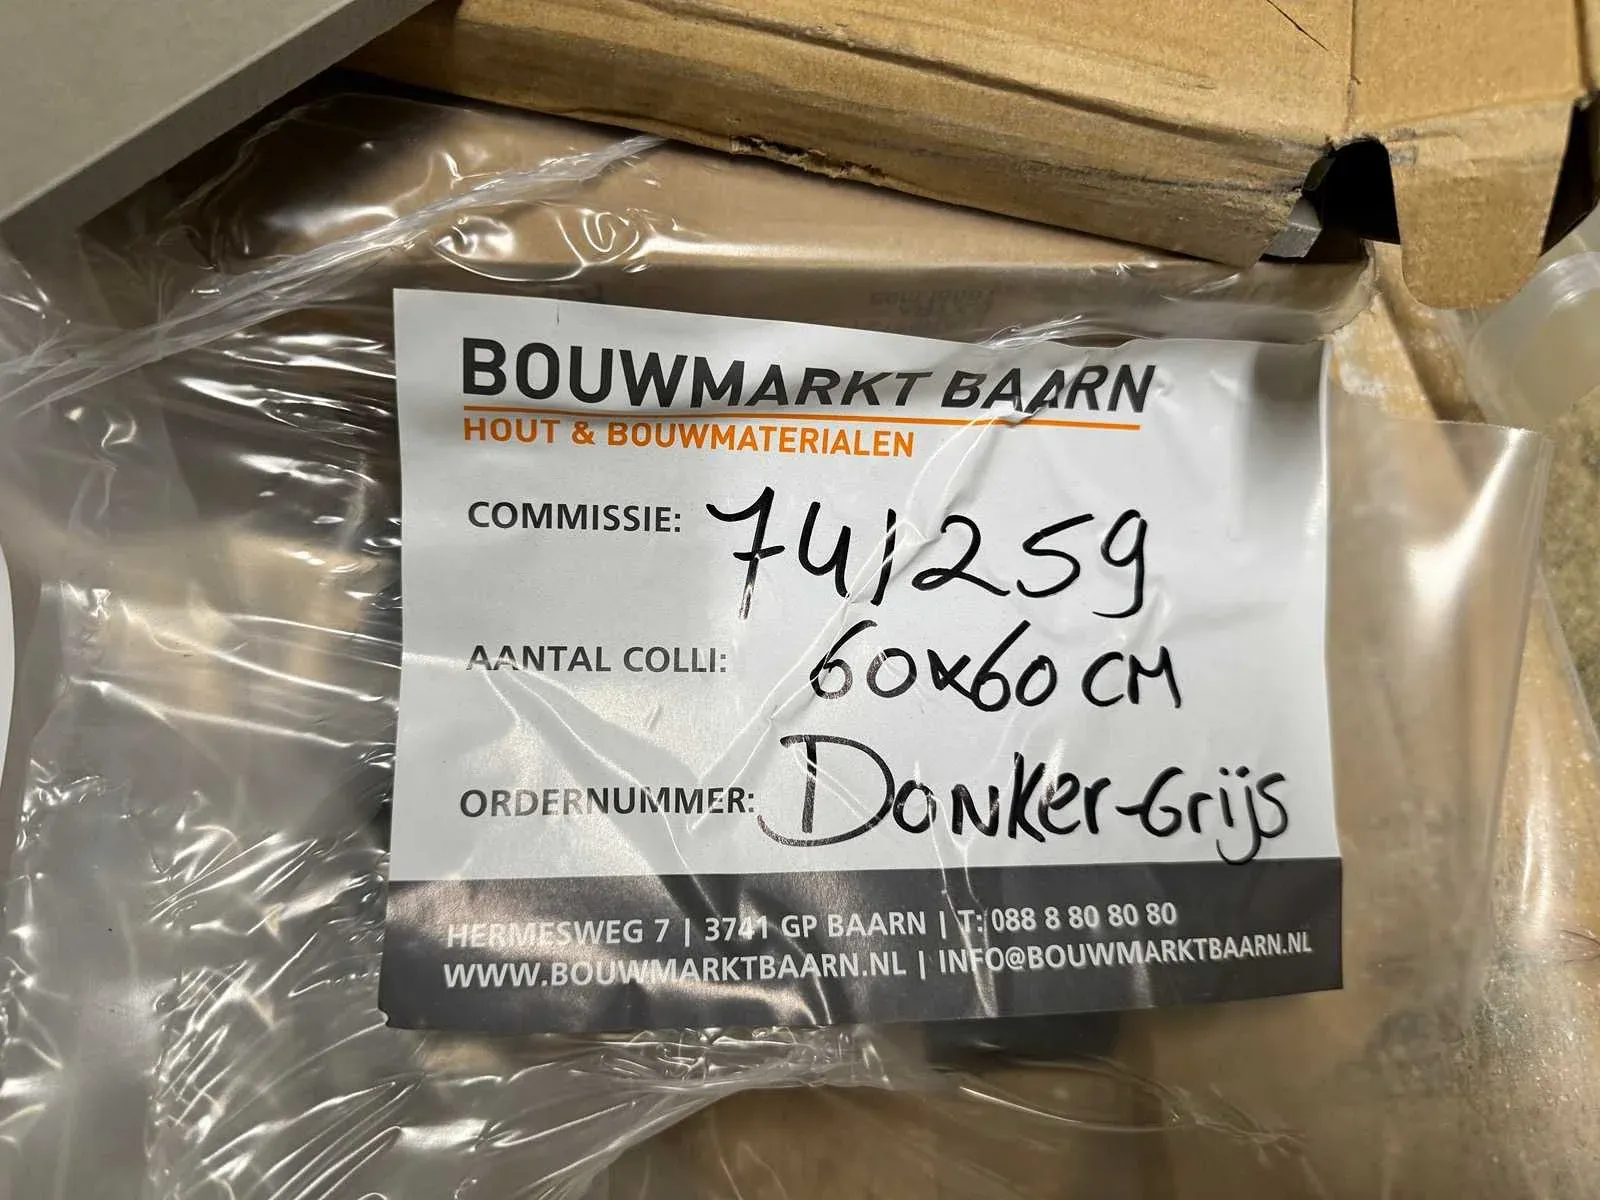 BOUWMARKT BAARN
HOUT & BOUWMATERIALEN
COMMISSIE: 741259
AANTAL COLLI: 60x60 CM
ORDERNUMMER: Donker-Grijs
HERMESWEG 7 | 3741 GP BAARN | T: 088 8 80 80 80
WWW.BOUWMARKTBAARN.NL | INFO@BOUWMARKTBAARN.NL